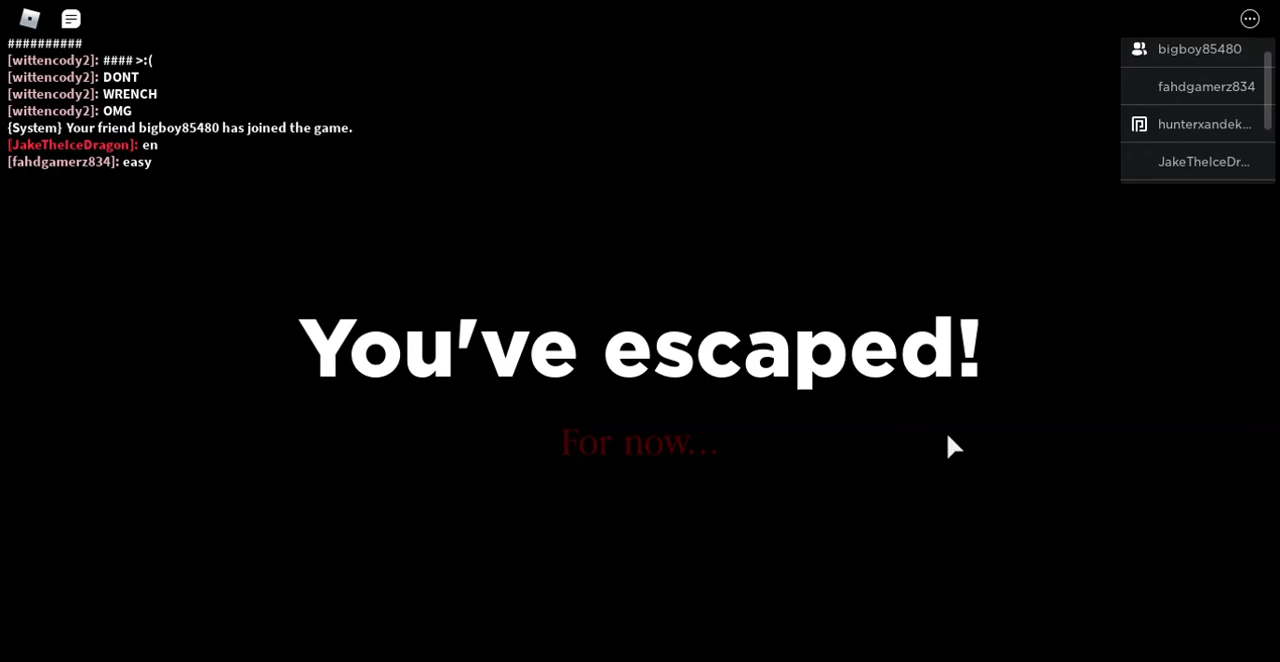 ##########
[wittencody2]: #### >:(
[wittencody2]: DONT
[wittencody2]: WRENCH
[wittencody2]: OMG
{System} Your friend bigboy85480 has joined the game.
[JakeTheIceDragon]: en
[fahdgamerz834]: easy
bigboy85480
fahdgamerz834
hunterxandek...
JakeTheIceDr...
You've escaped!
For now...